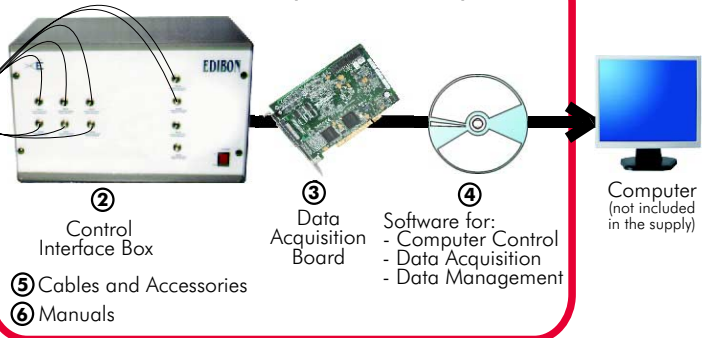 EDIBON
②
Control
Interface Box
③
Data
Acquisition
Board
④
Software for:
- Computer Control
- Data Acquisition
- Data Management
Computer
(not included
in the supply)
⑤ Cables and Accessories
⑥ Manuals